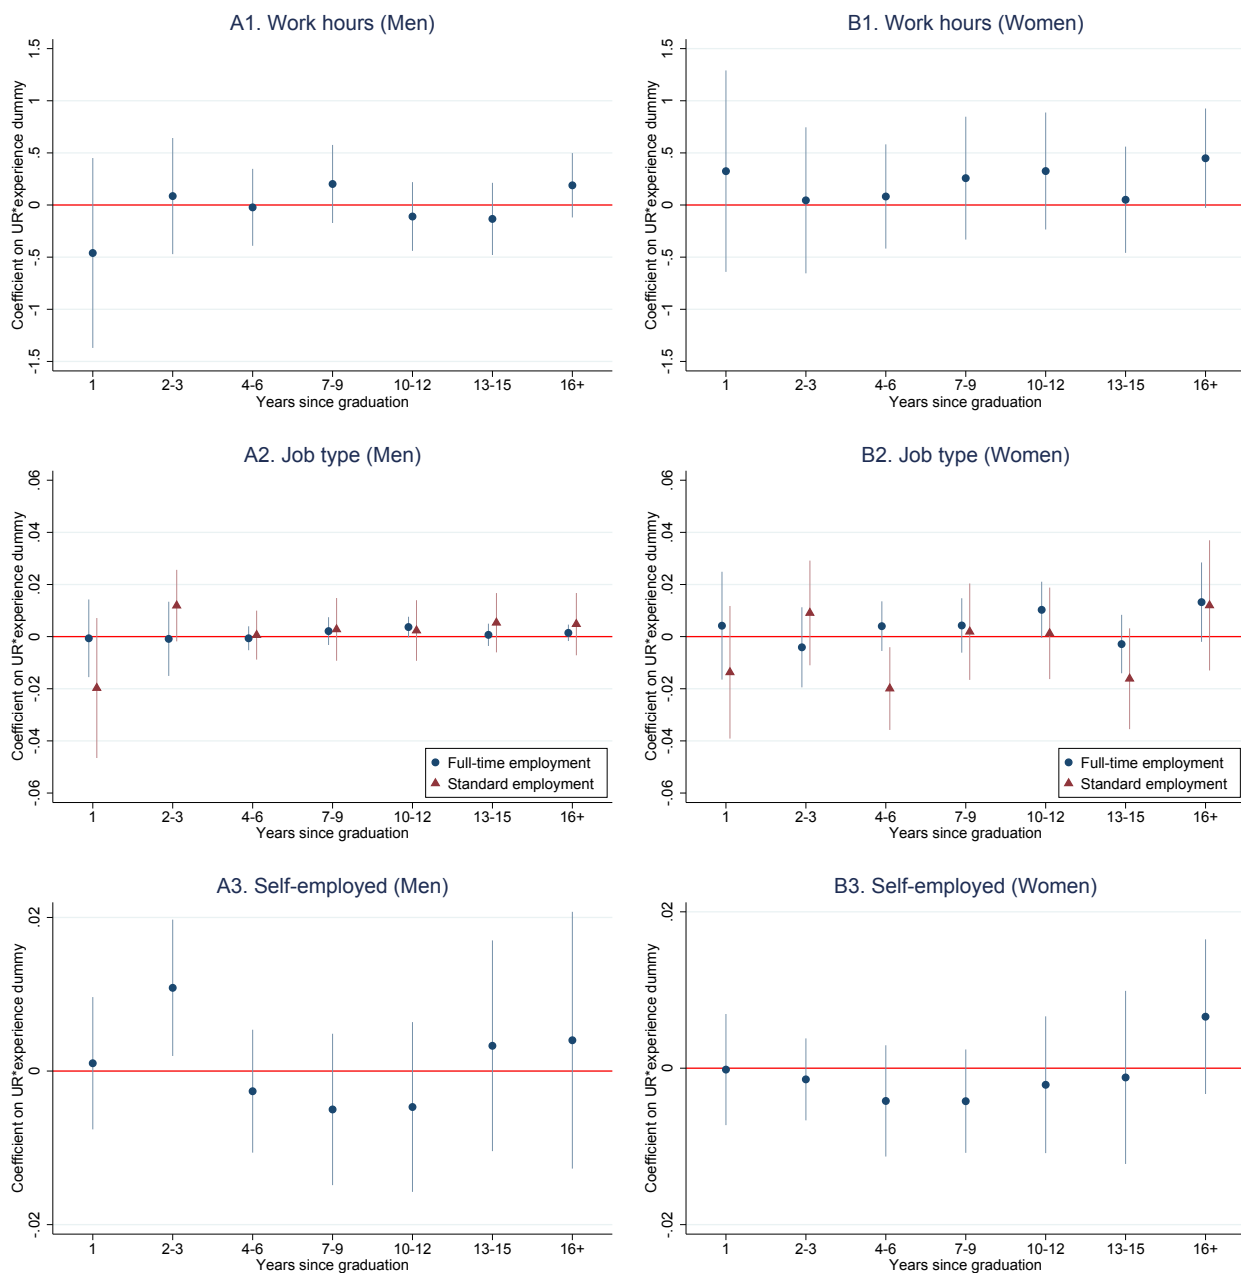 A1. Work hours (Men)
Coefficient on UR*experience dummy
1.5
1
.5
0
-.5
-1
-1.5
1 2-3 4-6 7-9 10-12 13-15 16+
Years since graduation
B1. Work hours (Women)
Coefficient on UR*experience dummy
1.5
1
.5
0
-.5
-1
-1.5
1 2-3 4-6 7-9 10-12 13-15 16+
Years since graduation
A2. Job type (Men)
Coefficient on UR*experience dummy
.06
.04
.02
0
-.02
-.04
-.06
Full-time employment
Standard employment
1 2-3 4-6 7-9 10-12 13-15 16+
Years since graduation
B2. Job type (Women)
Coefficient on UR*experience dummy
.06
.04
.02
0
-.02
-.04
-.06
Full-time employment
Standard employment
1 2-3 4-6 7-9 10-12 13-15 16+
Years since graduation
A3. Self-employed (Men)
Coefficient on UR*experience dummy
.02
0
-.02
1 2-3 4-6 7-9 10-12 13-15 16+
Years since graduation
B3. Self-employed (Women)
Coefficient on UR*experience dummy
.02
0
-.02
1 2-3 4-6 7-9 10-12 13-15 16+
Years since graduation